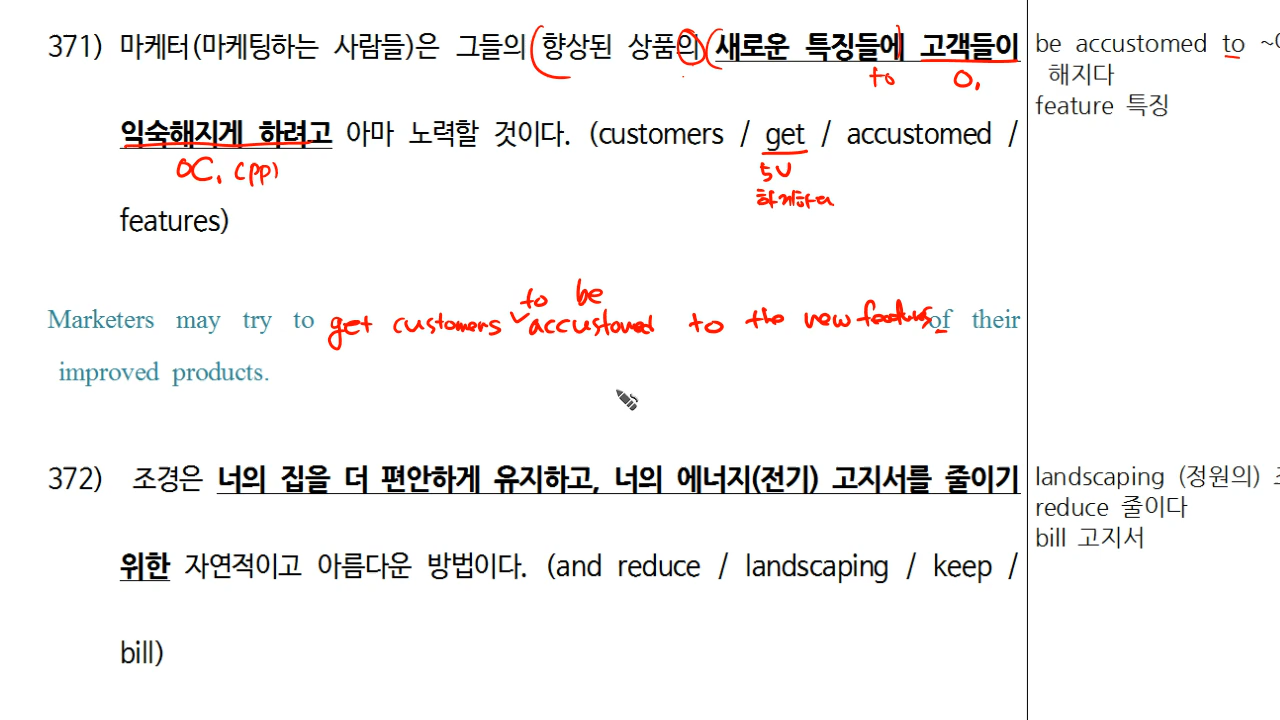 371) 마케터(마케팅하는 사람들)은 그들의 (향상된 상품의 (새로운 특징들에) 고객들이
to O.
익숙해지게 하려고 아마 노력할 것이다. (customers / get / accustomed /
OC. (pp) 5V
하게하다
features)
to be
Marketers may try to get customers accustomed to the new features of their
improved products.
372) 조경은 너의 집을 더 편안하게 유지하고, 너의 에너지(전기) 고지서를 줄이기
위한 자연적이고 아름다운 방법이다. (and reduce / landscaping / keep /
bill)
be accustomed to
해지다
feature 특징
landscaping (정원의)
reduce 줄이다
bill 고지서